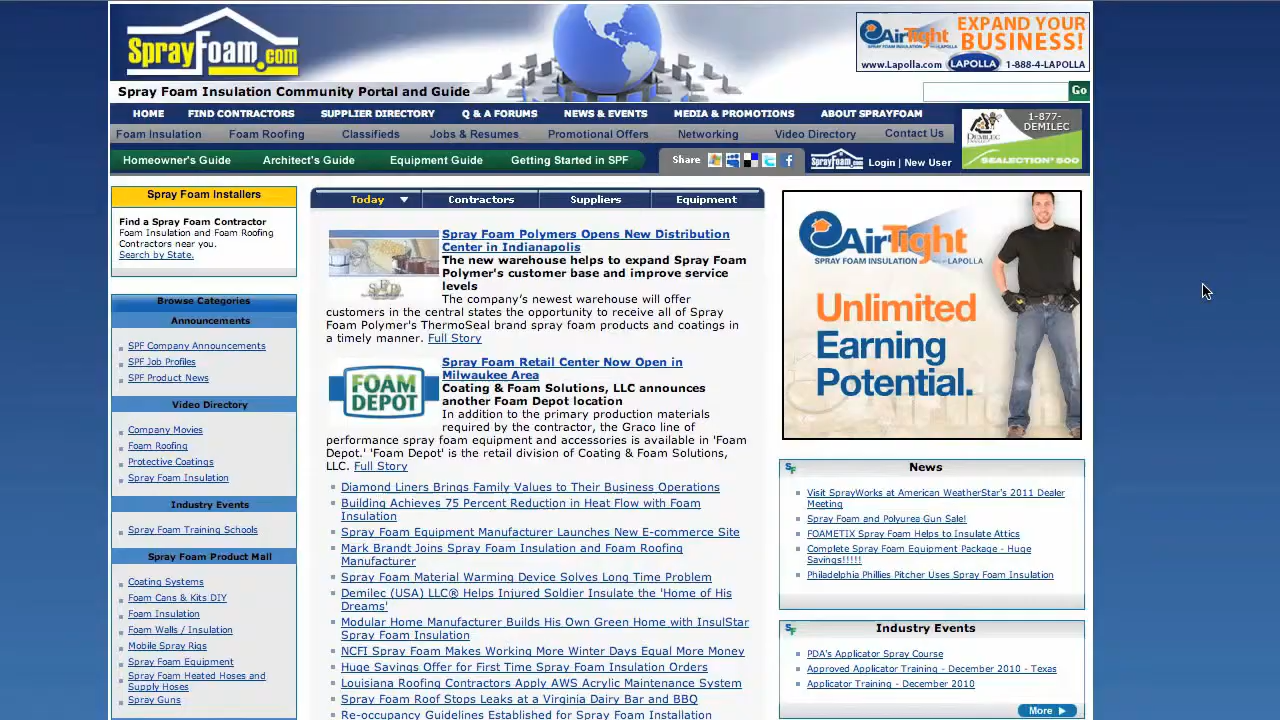 SprayFoam.com
Spray Foam Insulation Community Portal and Guide
AirTight
SPRAY FOAM INSULATION BY LAPOLLA
EXPAND YOUR
BUSINESS!
www.Lapolla.com LAPOLLA 1-888-4-LAPOLLA
Go
HOME FIND CONTRACTORS SUPPLIER DIRECTORY Q & A FORUMS NEWS & EVENTS MEDIA & PROMOTIONS ABOUT SPRAYFOAM
Foam Insulation Foam Roofing Classifieds Jobs & Resumes Promotional Offers Networking Video Directory Contact Us
Homeowner's Guide Architect's Guide Equipment Guide Getting Started in SPF
Share
SprayFoam.com Login | New User
1-877-
DEMILEC
DEMILEC
SEALECTION® 500
Spray Foam Installers
Find a Spray Foam Contractor
Foam Insulation and Foam Roofing
Contractors near you.
Search by State.
Browse Categories
Announcements
SPF Company Announcements
SPF Job Profiles
SPF Product News
Video Directory
Company Movies
Foam Roofing
Protective Coatings
Spray Foam Insulation
Industry Events
Spray Foam Training Schools
Spray Foam Product Mall
Coating Systems
Foam Cans & Kits DIY
Foam Insulation
Foam Walls / Insulation
Mobile Spray Rigs
Spray Foam Equipment
Spray Foam Heated Hoses and
Supply Hoses
Spray Guns
Today Contractors Suppliers Equipment
Spray Foam Polymers Opens New Distribution
Center in Indianapolis
The new warehouse helps to expand Spray Foam
Polymer's customer base and improve service
levels
The company's newest warehouse will offer
customers in the central states the opportunity to receive all of Spray
Foam Polymer's ThermoSeal brand spray foam products and coatings in
a timely manner. Full Story
FOAM
DEPOT
Spray Foam Retail Center Now Open in
Milwaukee Area
Coating & Foam Solutions, LLC announces
another Foam Depot location
In addition to the primary production materials
required by the contractor, the Graco line of
performance spray foam equipment and accessories is available in 'Foam
Depot.' 'Foam Depot' is the retail division of Coating & Foam Solutions,
LLC. Full Story
Diamond Liners Brings Family Values to Their Business Operations
Building Achieves 75 Percent Reduction in Heat Flow with Foam
Insulation
Spray Foam Equipment Manufacturer Launches New E-commerce Site
Mark Brandt Joins Spray Foam Insulation and Foam Roofing
Manufacturer
Spray Foam Material Warming Device Solves Long Time Problem
Demilec (USA) LLC® Helps Injured Soldier Insulate the 'Home of His
Dreams'
Modular Home Manufacturer Builds His Own Green Home with InsulStar
Spray Foam Insulation
NCFI Spray Foam Makes Working More Winter Days Equal More Money
Huge Savings Offer for First Time Spray Foam Insulation Orders
Louisiana Roofing Contractors Apply AWS Acrylic Maintenance System
Spray Foam Roof Stops Leaks at a Virginia Dairy Bar and BBQ
Re-occupancy Guidelines Established for Spray Foam Installation
AirTight
SPRAY FOAM INSULATION BY LAPOLLA
Unlimited
Earning
Potential.
News
Visit SprayWorks at American WeatherStar's 2011 Dealer
Meeting
Spray Foam and Polyurea Gun Sale!
FOAMETIX Spray Foam Helps to Insulate Attics
Complete Spray Foam Equipment Package - Huge
Savings!!!!!
Philadelphia Phillies Pitcher Uses Spray Foam Insulation
Industry Events
PDA's Applicator Spray Course
Approved Applicator Training - December 2010 - Texas
Applicator Training - December 2010
More